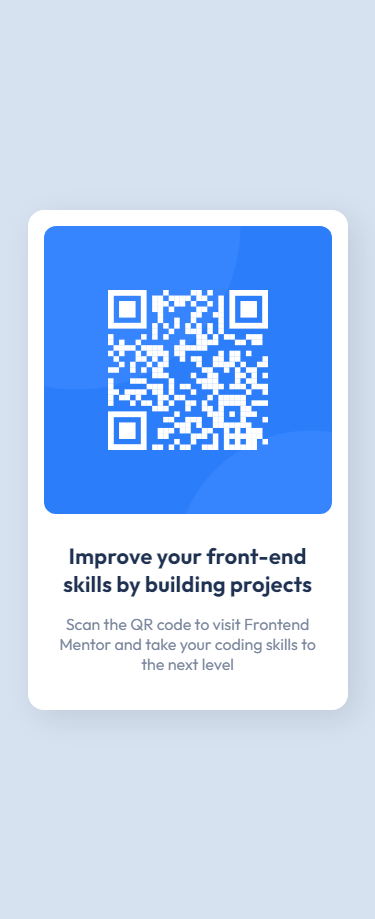 Improve your front-end
skills by building projects
Scan the QR code to visit Frontend
Mentor and take your coding skills to
the next level